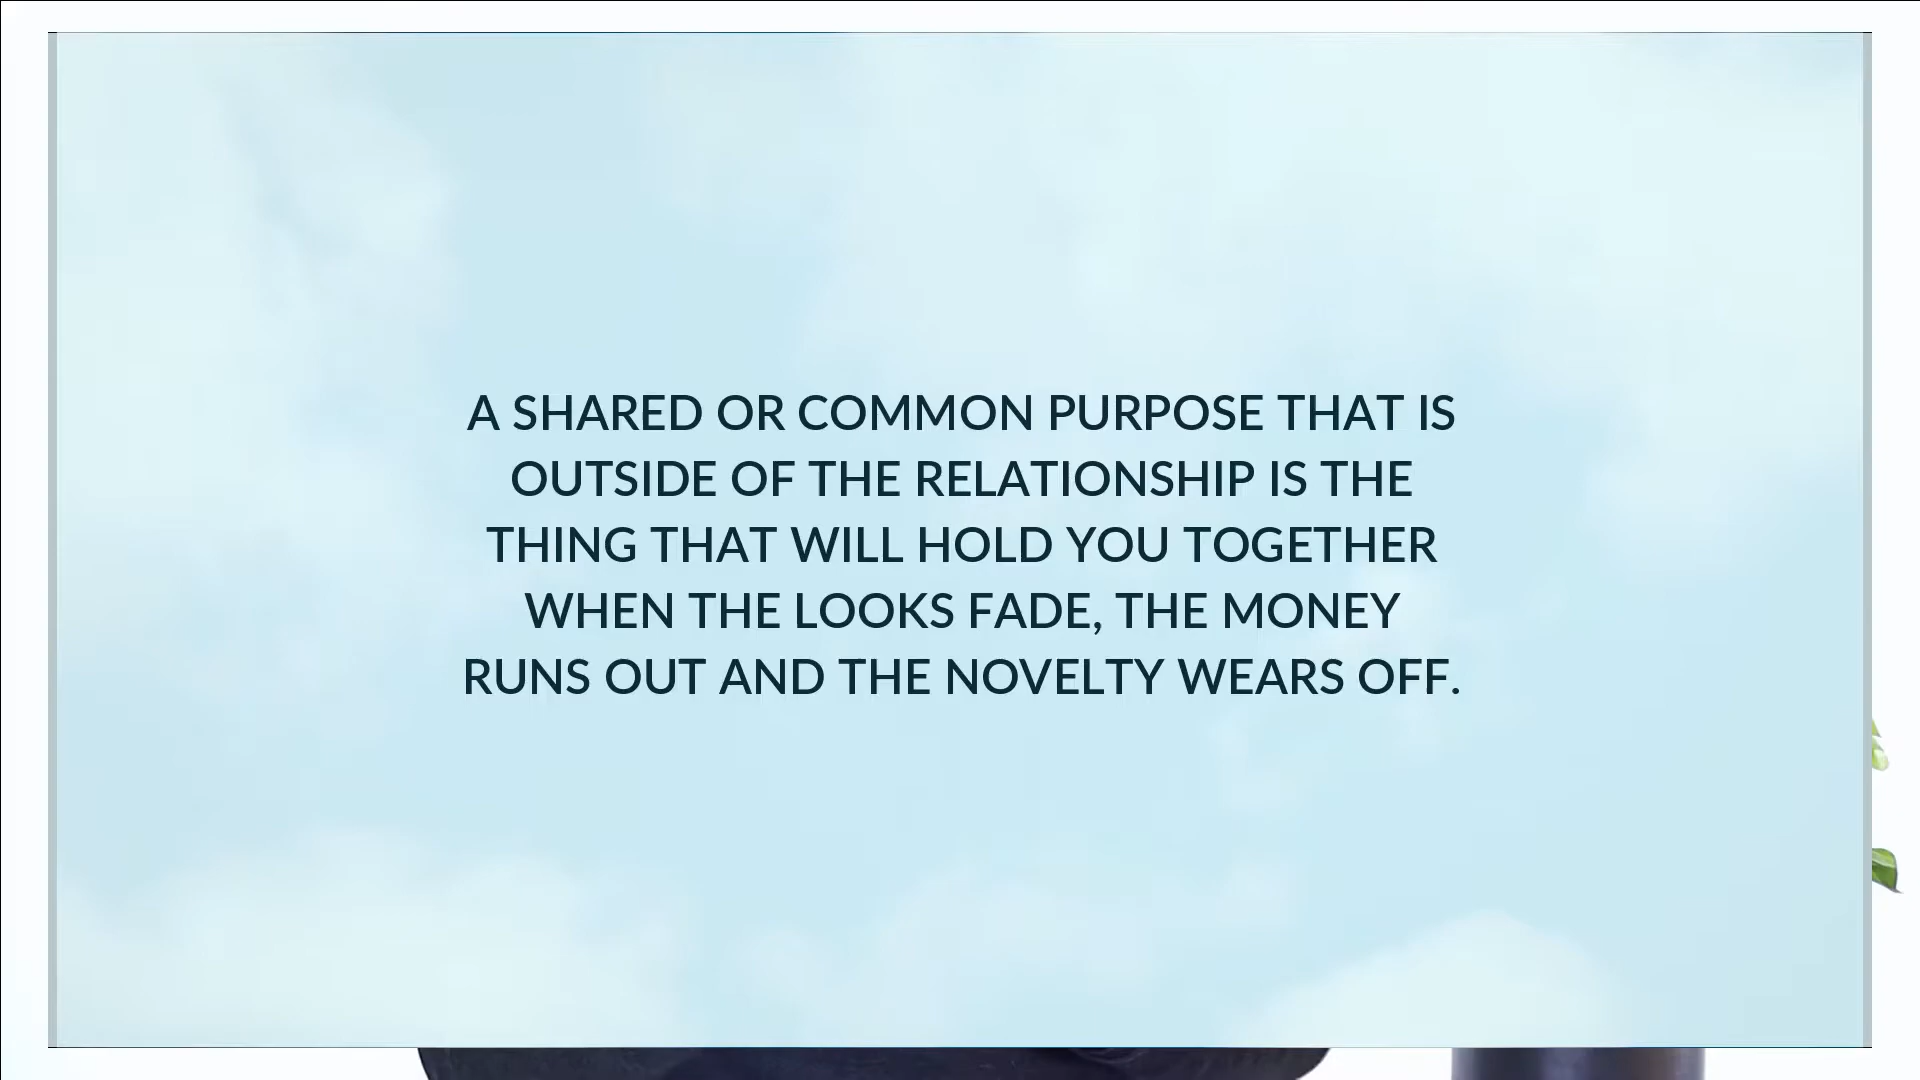 A SHARED OR COMMON PURPOSE THAT IS
OUTSIDE OF THE RELATIONSHIP IS THE
THING THAT WILL HOLD YOU TOGETHER
WHEN THE LOOKS FADE, THE MONEY
RUNS OUT AND THE NOVELTY WEARS OFF.